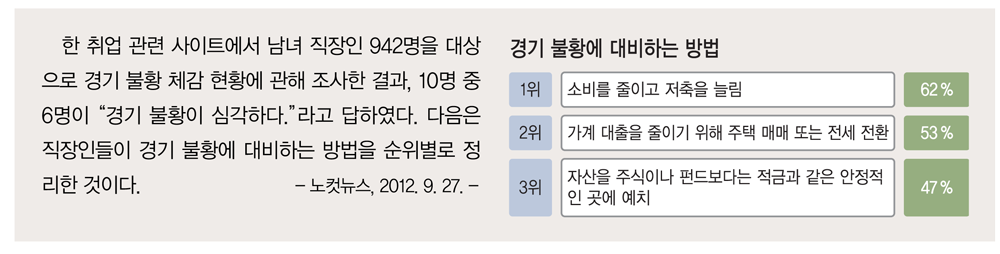 한 취업 관련 사이트에서 남녀 직장인 942명을 대상
으로 경기 불황 체감 현황에 관해 조사한 결과, 10명 중
6명이 “경기 불황이 심각하다.”라고 답하였다. 다음은
직장인들이 경기 불황에 대비하는 방법을 순위별로 정
리한 것이다.
– 노컷뉴스, 2012. 9. 27. –
경기 불황에 대비하는 방법
1위 소비를 줄이고 저축을 늘림 62 %
2위 가계 대출을 줄이기 위해 주택 매매 또는 전세 전환 53 %
3위 자산을 주식이나 펀드보다는 적금과 같은 안정적
인 곳에 예치 47 %